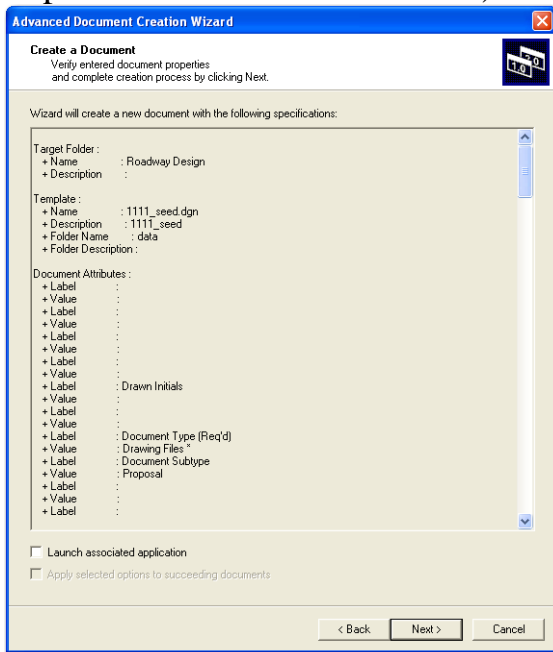 Advanced Document Creation Wizard
Create a Document
Verify entered document properties
and complete creation process by clicking Next.
1.0 2.0
Wizard will create a new document with the following specifications:
Target Folder :
+ Name : Roadway Design
+ Description :
Template :
+ Name : 1111_seed.dgn
+ Description : 1111_seed
+ Folder Name : data
+ Folder Description :
Document Attributes :
+ Label :
+ Value :
+ Label :
+ Value :
+ Label :
+ Value :
+ Label :
+ Value :
+ Label : Drawn Initials
+ Value :
+ Label :
+ Value :
+ Label : Document Type (Req'd)
+ Value : Drawing Files *
+ Label : Document Subtype
+ Value : Proposal
+ Label :
+ Value :
+ Label :
Launch associated application
Apply selected options to succeeding documents
< Back Next > Cancel